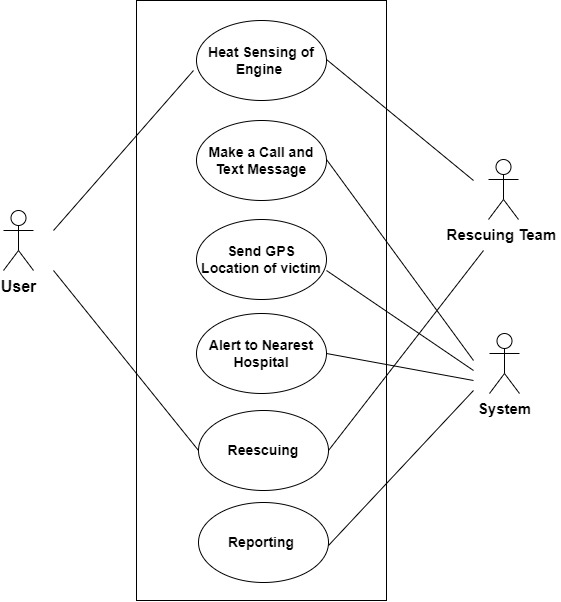 Heat Sensing of
Engine
Make a Call and
Text Message
Rescuing Team
User
Send GPS
Location of victim
Alert to Nearest
Hospital
System
Reescuing
Reporting